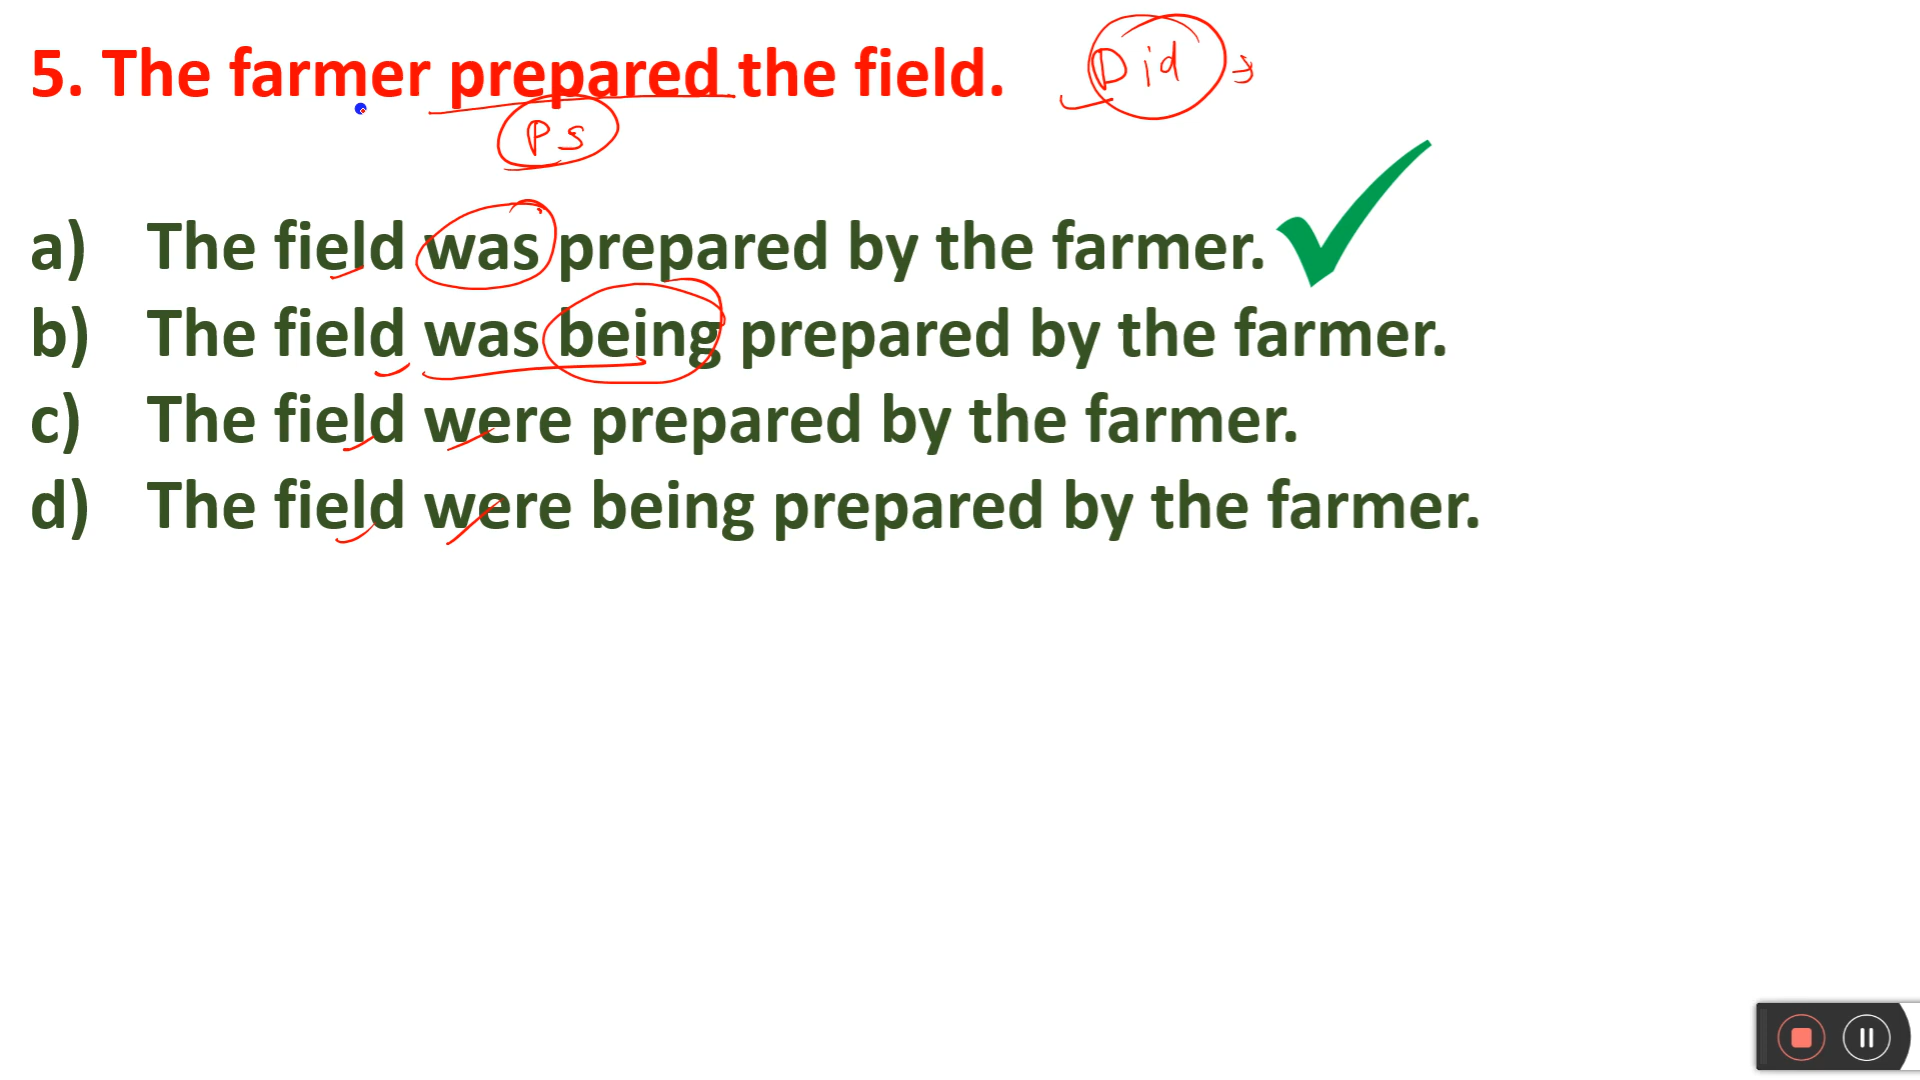 5. The farmer prepared the field. Did
PS
a) The field was prepared by the farmer.
b) The field was being prepared by the farmer.
c) The field were prepared by the farmer.
d) The field were being prepared by the farmer.